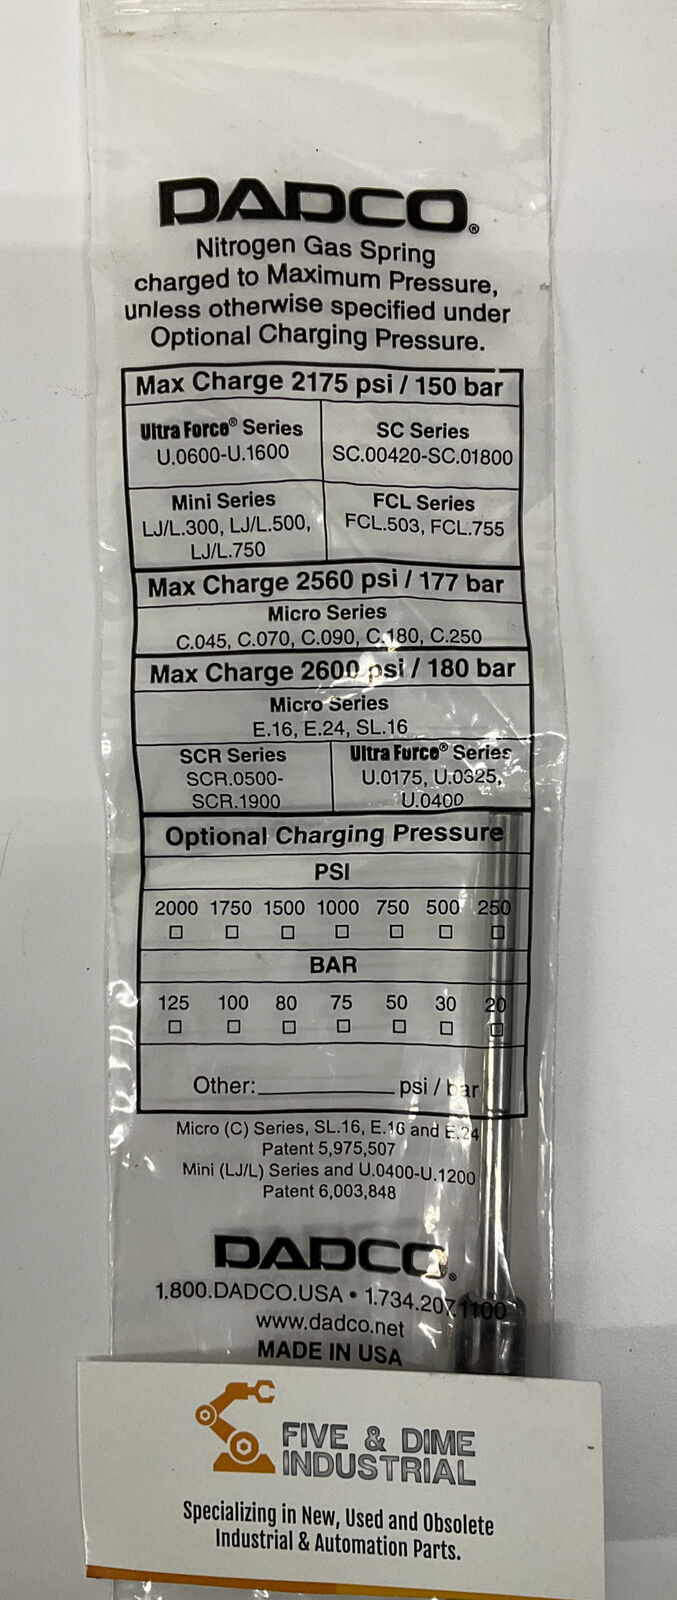 DADCO®
Nitrogen Gas Spring
charged to Maximum Pressure,
unless otherwise specified under
Optional Charging Pressure.
Max Charge 2175 psi / 150 bar
Ultra Force® Series
U.0600-U.1600
SC Series
SC.00420-SC.01800
Mini Series
LJ/L.300, LJ/L.500,
LJ/L.750
FCL Series
FCL.503, FCL.755
Max Charge 2560 psi / 177 bar
Micro Series
C.045, C.070, C.090, C.180, C.250
Max Charge 2600 psi / 180 bar
Micro Series
E.16, E.24, SL.16
SCR Series
SCR.0500-
SCR.1900
Ultra Force® Series
U.0175, U.0325,
U.0400
Optional Charging Pressure
PSI
2000 1750 1500 1000 750 500 250
BAR
125 100 80 75 50 30 20
Other: psi / bar
Micro (C) Series, SL.16, E.16 and E.24
Patent 5,975,507
Mini (LJ/L) Series and U.0400-U.1200
Patent 6,003,848
DADCO®
1.800.DADCO.USA • 1.734.207.1100
www.dadco.net
MADE IN USA
FIVE & DIME
INDUSTRIAL
Specializing in New, Used and Obsolete
Industrial & Automation Parts.